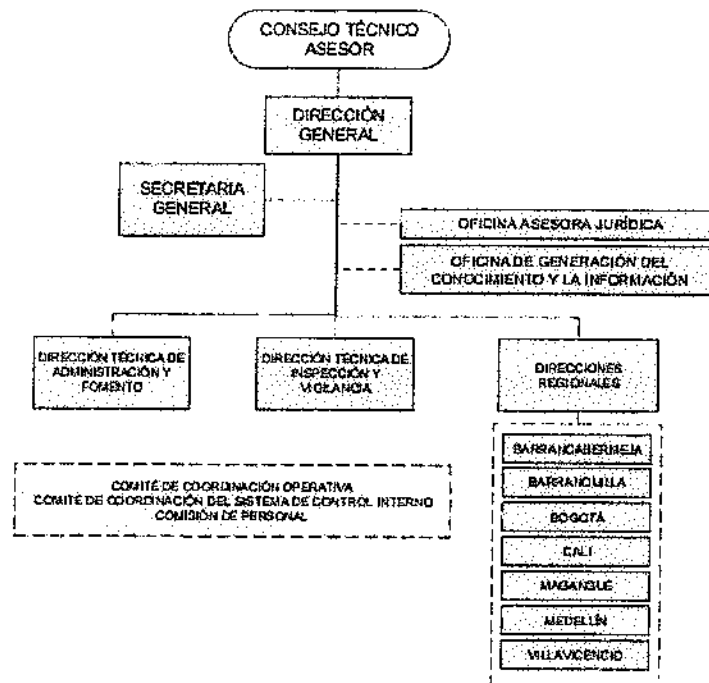 CONSEJO TÉCNICO
ASESOR
DIRECCIÓN
GENERAL
SECRETARIA
GENERAL
OFICINA ASESORA JURÍDICA
OFICINA DE GENERACIÓN DEL
CONOCIMIENTO Y LA INFORMACIÓN
DIRECCIÓN TÉCNICA DE
ADMINISTRACIÓN Y
FOMENTO
DIRECCIÓN TÉCNICA DE
INSPECCIÓN Y
VIGILANCIA
DIRECCIONES
REGIONALES
BARRANCABERMEJA
BARRANQUILLA
BOGOTÁ
CALI
MAGANGUÉ
MEDELLÍN
VILLAVICENCIO
COMITÉ DE COORDINACIÓN OPERATIVA
COMITÉ DE COORDINACIÓN DEL SISTEMA DE CONTROL INTERNO
COMISIÓN DE PERSONAL